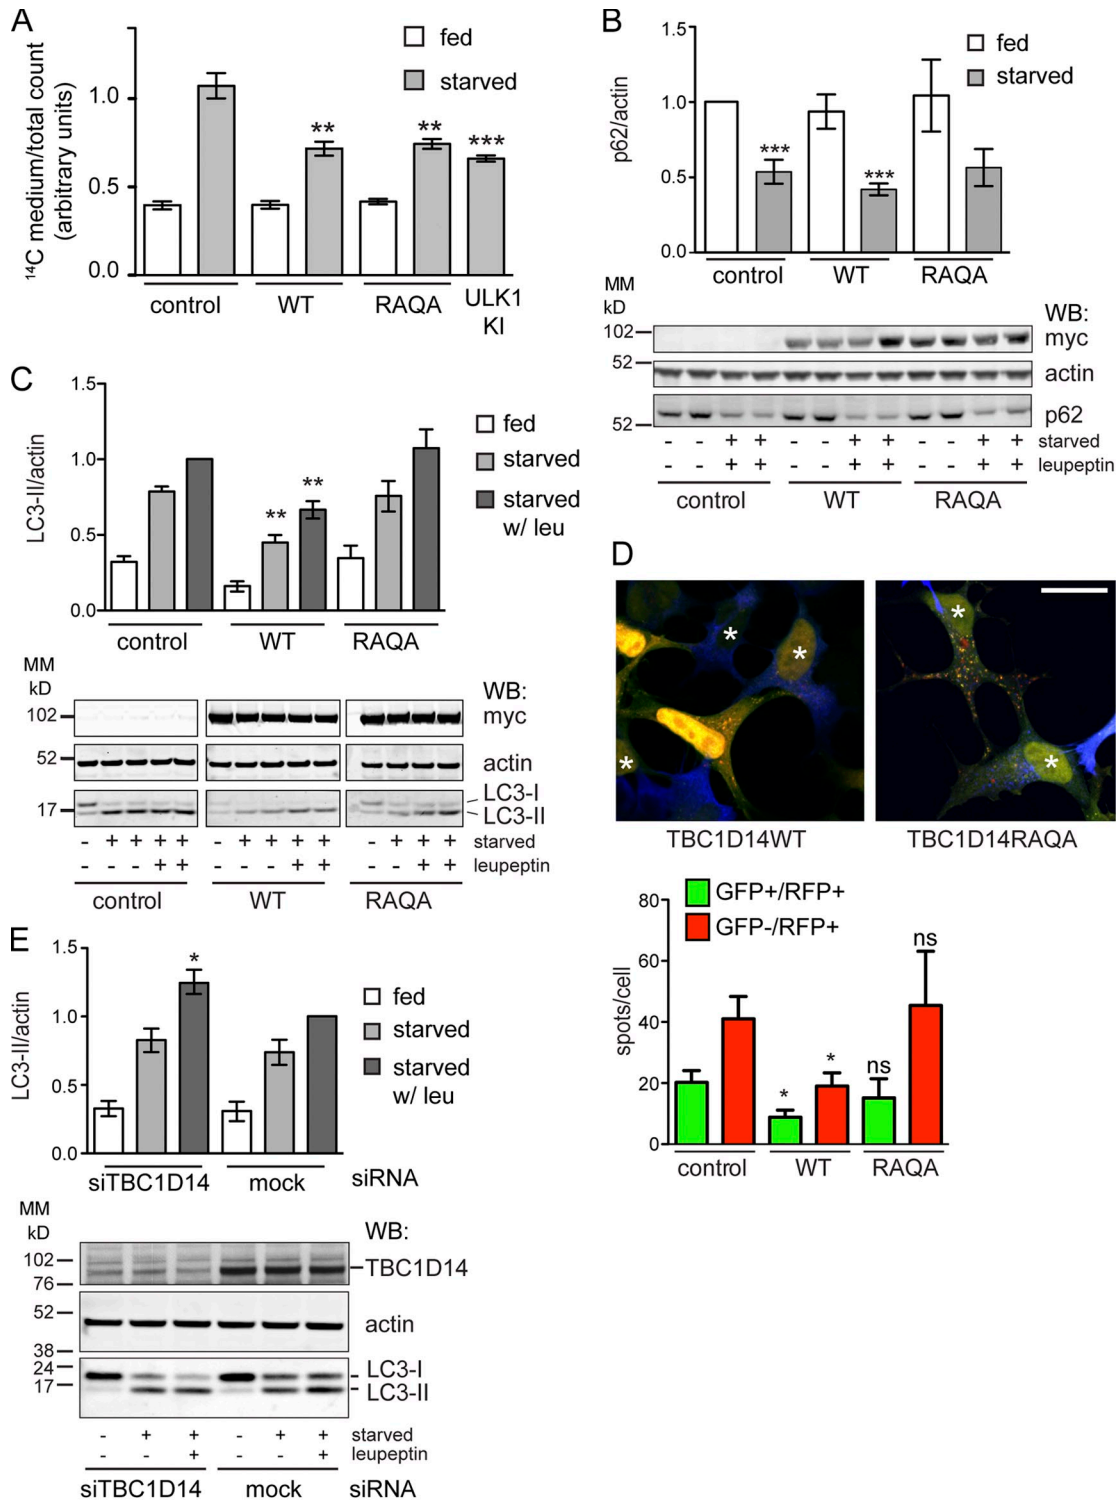 A
¹⁴C medium/total count
(arbitrary units)
fed
starved
1.0
0.5
0.0
**
**
***
control
WT
RAQA
ULK1
KI
B
p62/actin
1.5
1.0
0.5
0.0
fed
starved
***
***
control
WT
RAQA
MM
kD
WB:
102
myc
52
actin
52
p62
- - + + - - + + - - + + starved
- - + + - - + + - - + + leupeptin
control
WT
RAQA
C
LC3-II/actin
1.5
1.0
0.5
0.0
fed
starved
starved
w/ leu
**
**
control
WT
RAQA
MM
kD
WB:
102
myc
52
actin
17
LC3-I
LC3-II
- + + + + - + + + + - + + + starved
- - - + + - - - + + - - + + leupeptin
control
WT
RAQA
D
*
*
*
*
*
TBC1D14WT
TBC1D14RAQA
GFP+/RFP+
GFP-/RFP+
spots/cell
80
60
40
20
0
*
*
ns
ns
control
WT
RAQA
E
LC3-II/actin
1.5
1.0
0.5
0.0
*
fed
starved
starved
w/ leu
siTBC1D14
mock
siRNA
MM
kD
WB:
102
76
TBC1D14
52
38
actin
24
17
LC3-I
LC3-II
- + + - + + starved
- - + - - + leupeptin
siTBC1D14
mock
siRNA